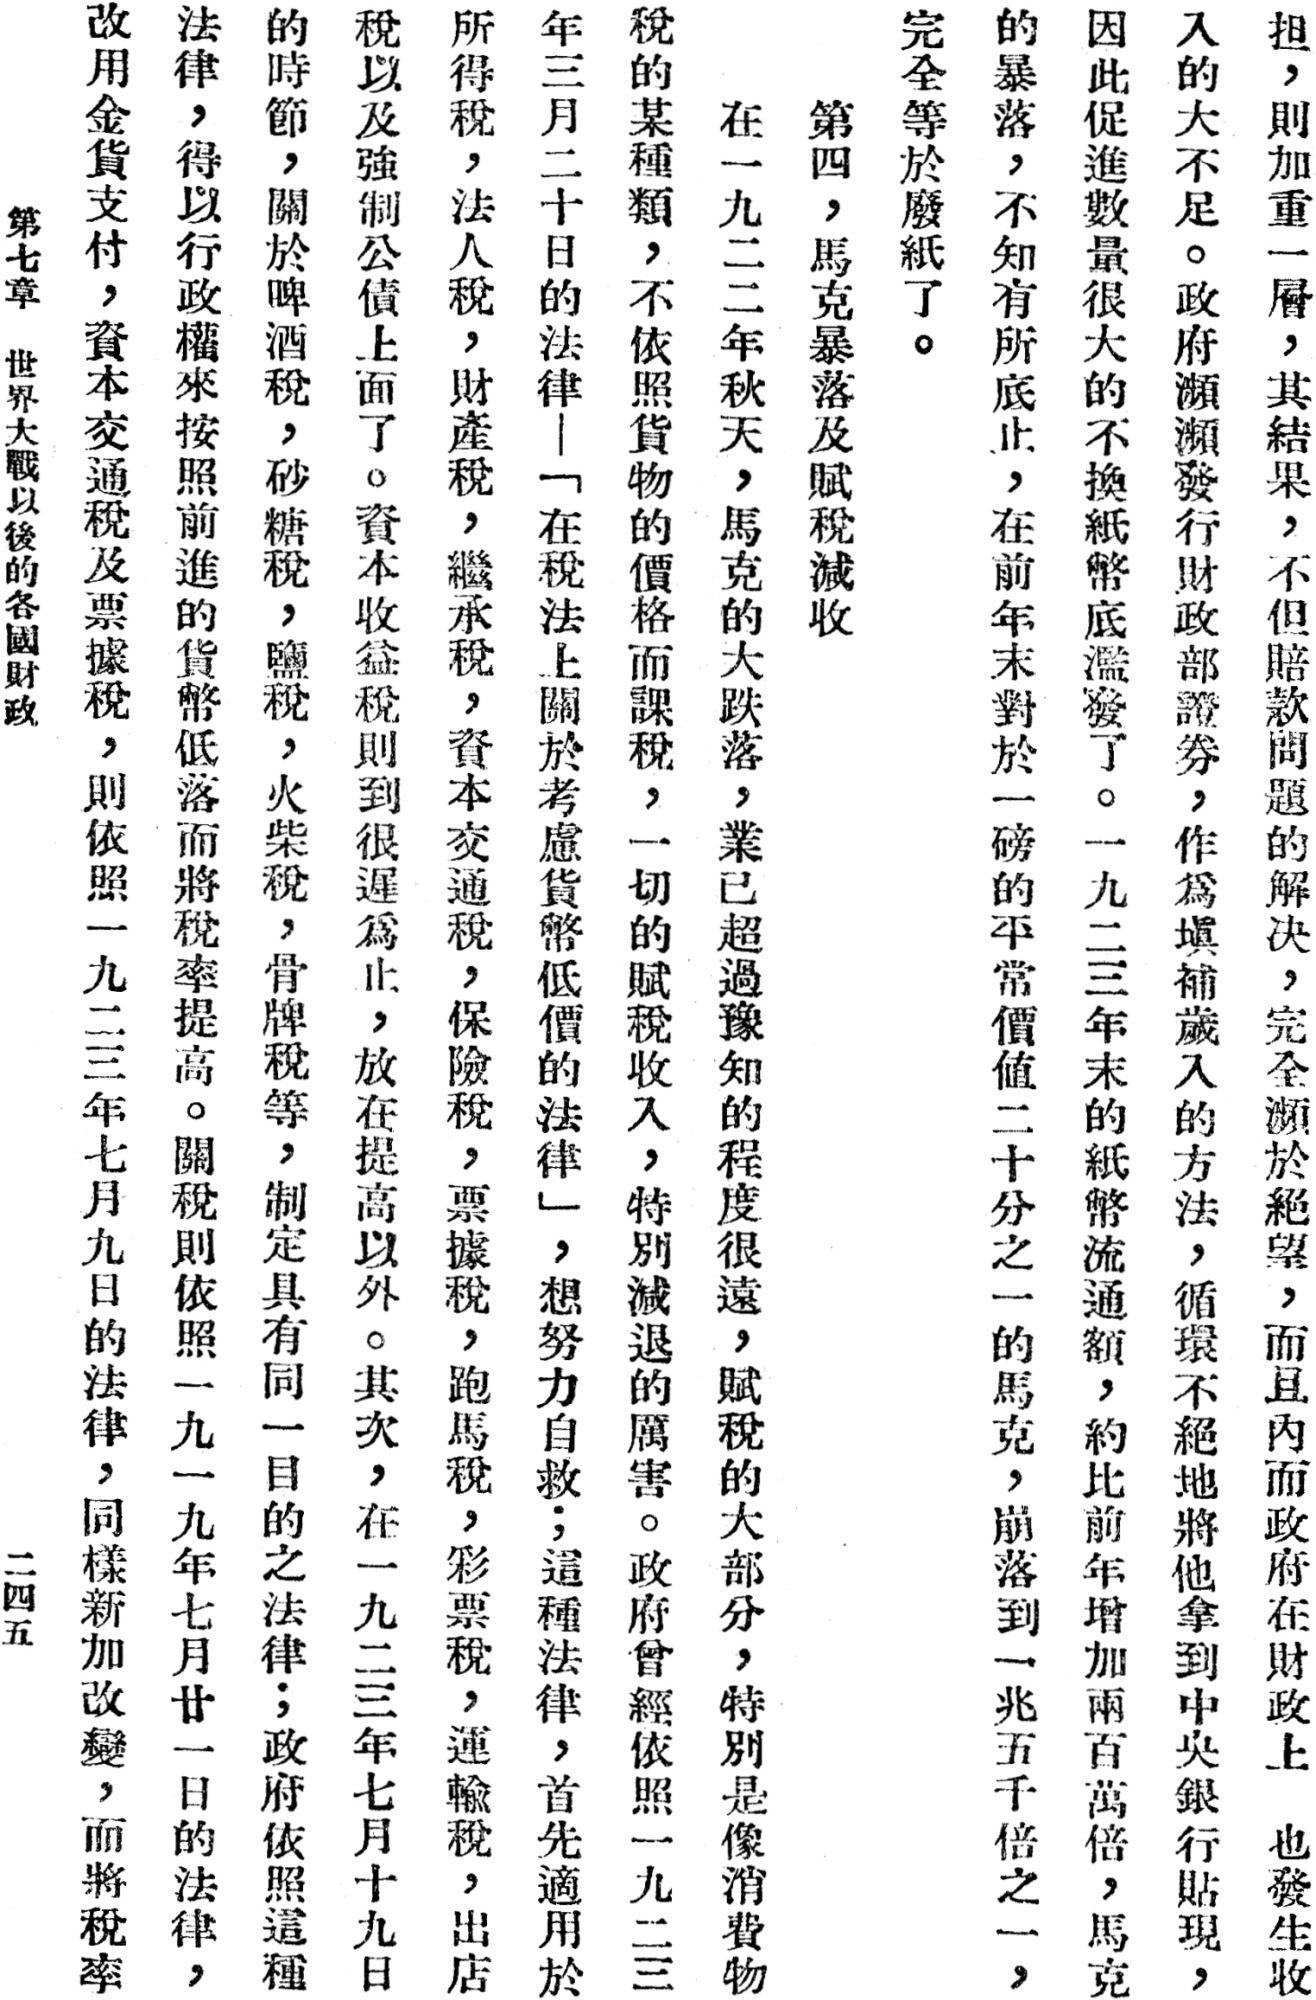 担，則加重一層，其結果，不但賠款問題的解決，完全瀕於絕望，而且內而政府在財政上　也發生收
入的大不足。政府瀕瀕發行財政部證券，作爲塡補歲入的方法，循環不絕地將他拿到中央銀行貼現，
因此促進數量很大的不換紙幣底濫發了。一九二三年末的紙幣流通額，約比前年增加兩百萬倍，馬克
的暴落，不知有所底止，在前年末對於一磅的平常價值二十分之一的馬克，崩落到一兆五千倍之一，
完全等於廢紙了。
第四，馬克暴落及賦稅減收
在一九二二年秋天，馬克的大跌落，業已超過豫知的程度很遠，賦稅的大部分，特別是像消費物
稅的某種類，不依照貨物的價格而課稅，一切的賦稅收入，特別減退的厲害。政府曾經依照一九二三
年三月二十日的法律—「在稅法上關於考慮貨幣低價的法律」，想努力自救；這種法律，首先適用於
所得稅，法人稅，財產稅，繼承稅，資本交通稅，保險稅，票據稅，跑馬稅，彩票稅，運輸稅，出店
稅以及強制公債上面了。資本收益稅則到很遲爲止，放在提高以外。其次，在一九二三年七月十九日
的時節，關於啤酒稅，砂糖稅，鹽稅，火柴稅，骨牌稅等，制定具有同一目的之法律；政府依照這種
法律，得以行政權來按照前進的貨幣低落而將稅率提高。關稅則依照一九一九年七月廿一日的法律，
改用金貨支付，資本交通稅及票據稅，則依照一九二三年七月九日的法律，同樣新加改變，而將稅率
第七章　世界大戰以後的各國財政　二四五